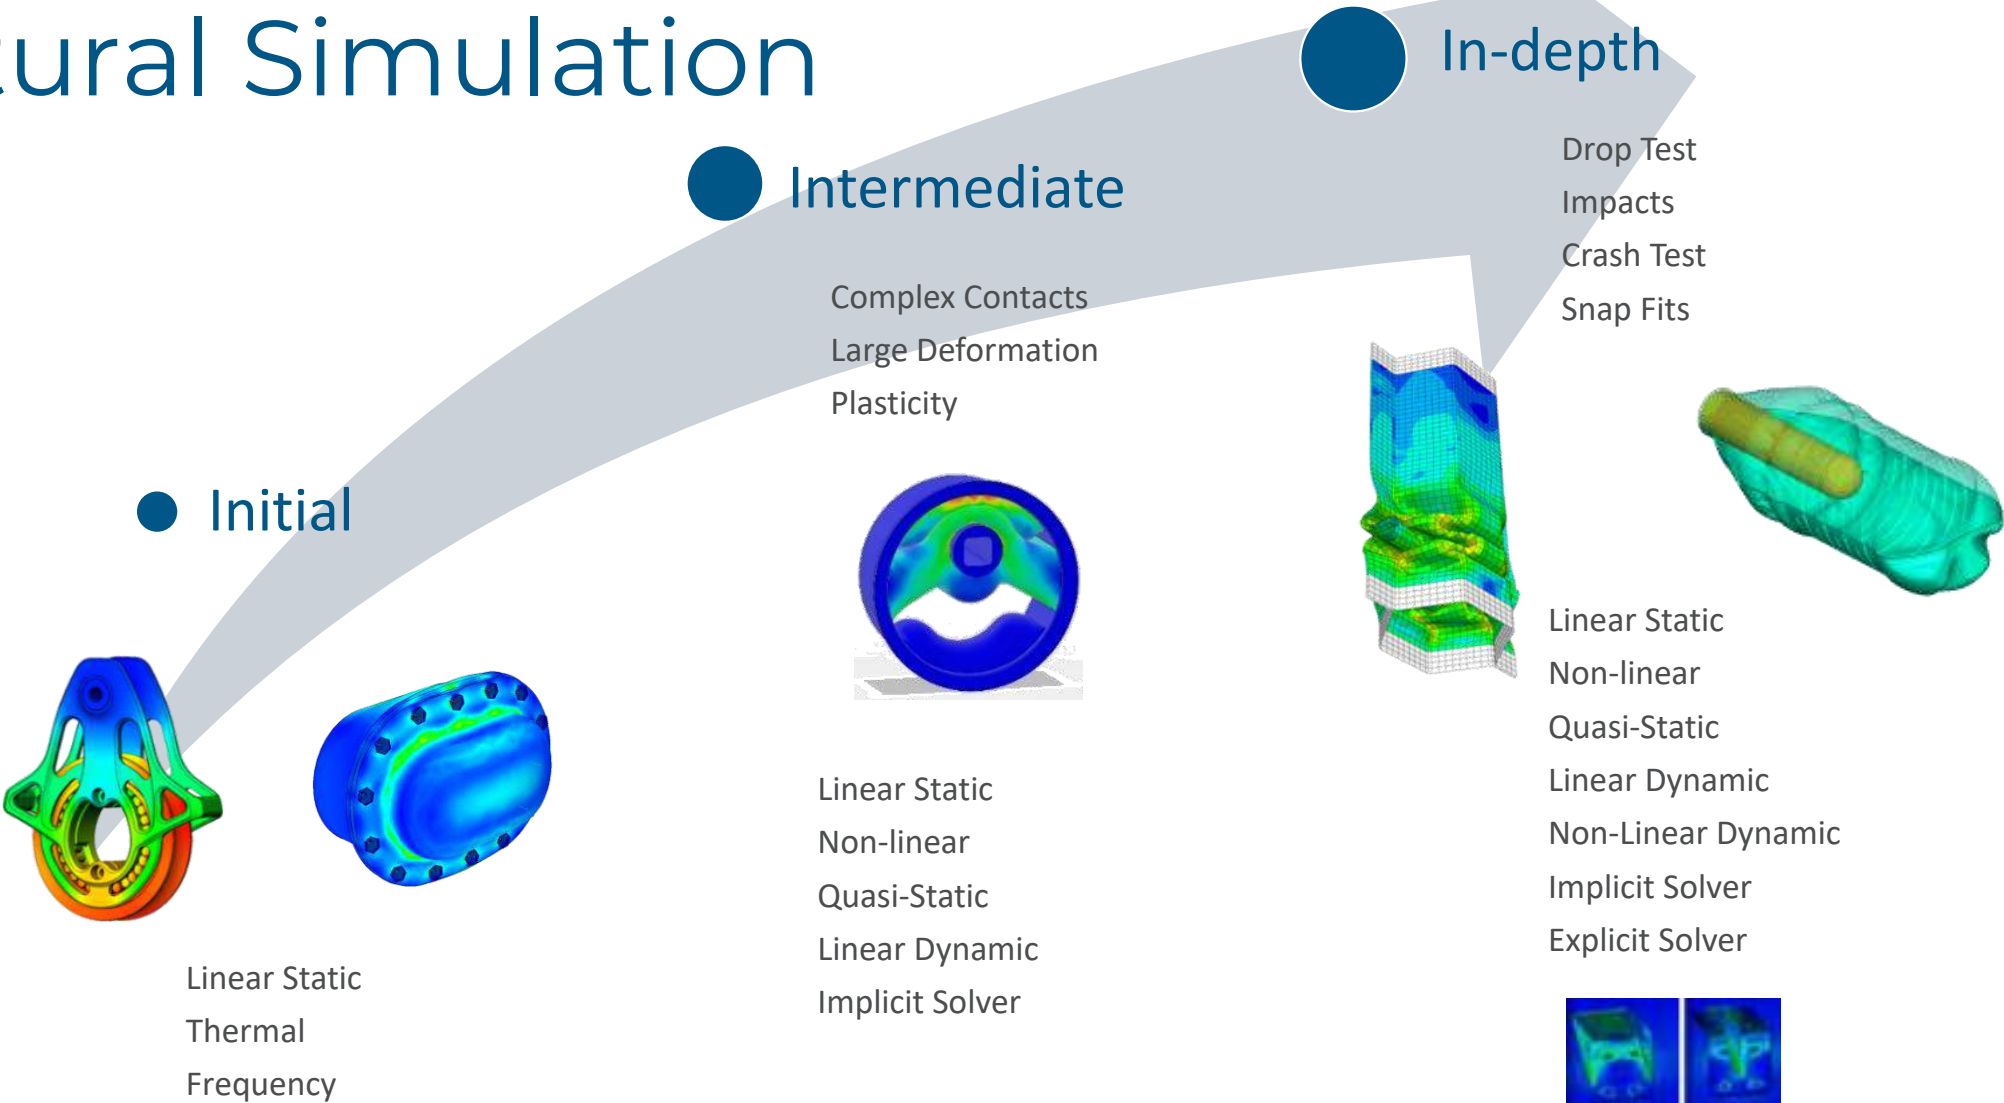 tural Simulation
In-depth
Drop Test
Impacts
Crash Test
Snap Fits
Intermediate
Complex Contacts
Large Deformation
Plasticity
Initial
Linear Static
Thermal
Frequency
Linear Static
Non-linear
Quasi-Static
Linear Dynamic
Implicit Solver
Linear Static
Non-linear
Quasi-Static
Linear Dynamic
Non-Linear Dynamic
Implicit Solver
Explicit Solver